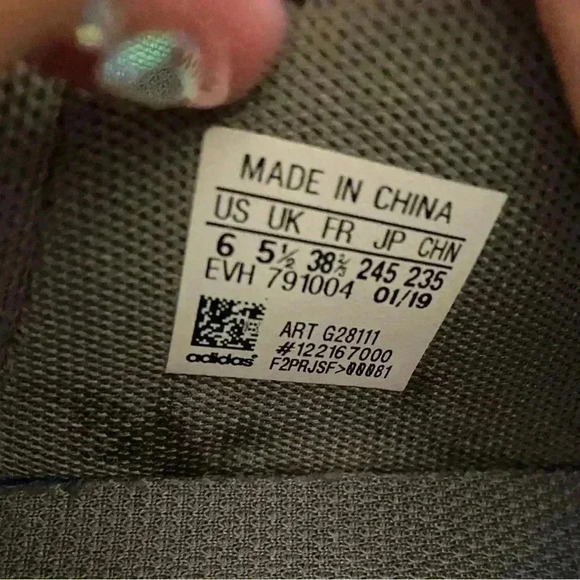 MADE IN CHINA
US UK FR JP CHN
6 5½ 38⅔ 245 235
EVH 791004 01/19
ART G28111
#122167000
F2PRJSF>00081
adidas